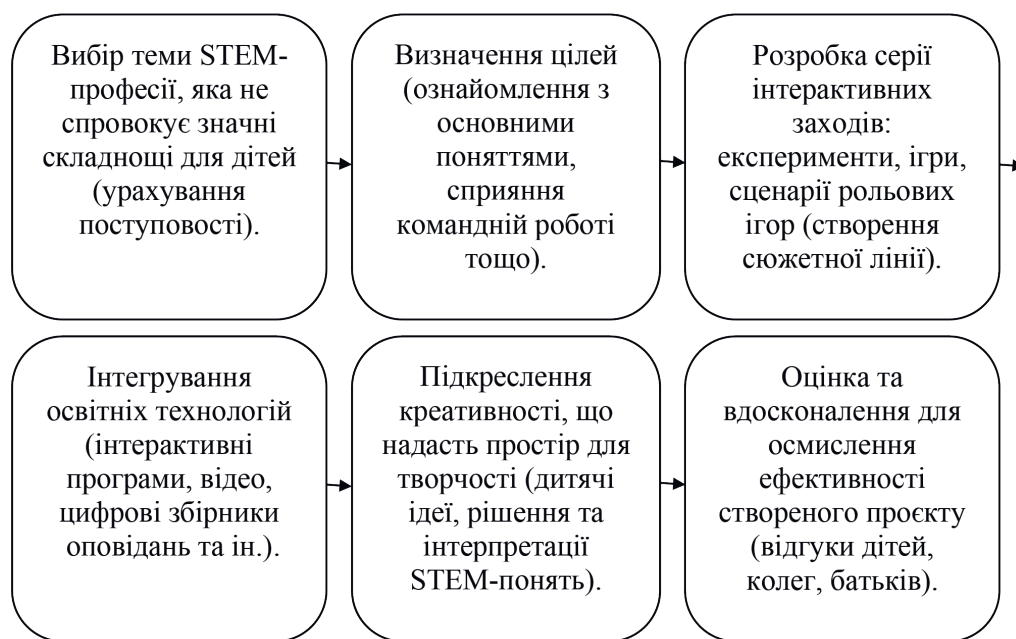 Вибір теми STEM-
професії, яка не
спровокує значні
складнощі для дітей
(урахування
поступовості).
Визначення цілей
(ознайомлення з
основними
поняттями,
сприяння
командній роботі
тощо).
Розробка серії
інтерактивних
заходів:
експерименти, ігри,
сценарії рольових
ігор (створення
сюжетної лінії).
Інтегрування
освітніх технологій
(інтерактивні
програми, відео,
цифрові збірники
оповідань та ін.).
Підкреслення
креативності, що
надасть простір для
творчості (дитячі
ідеї, рішення та
інтерпретації
STEM-понять).
Оцінка та
вдосконалення для
осмислення
ефективності
створеного проєкту
(відгуки дітей,
колег, батьків).